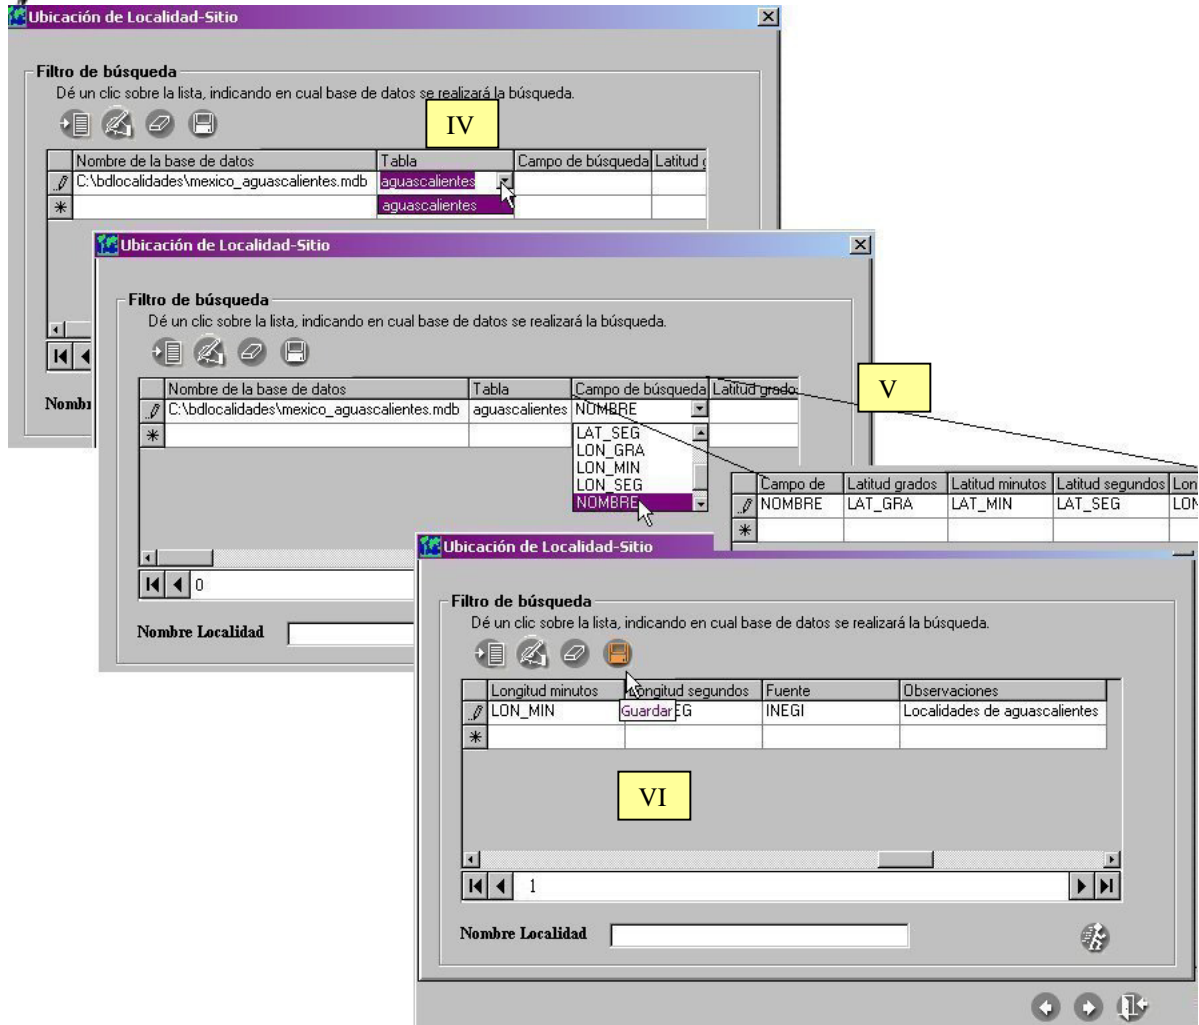 Ubicación de Localidad-Sitio
Filtro de búsqueda
Dé un clic sobre la lista, indicando en cual base de datos se realizará la búsqueda.
IV
Nombre de la base de datos Tabla Campo de búsqueda Latitud g
C:\bdlocalidades\mexico_aguascalientes.mdb aguascalientes
aguascalientes
Nomb
Ubicación de Localidad-Sitio
Filtro de búsqueda
Dé un clic sobre la lista, indicando en cual base de datos se realizará la búsqueda.
V
Nombre de la base de datos Tabla Campo de búsqueda Latitud grado
C:\bdlocalidades\mexico_aguascalientes.mdb aguascalientes NOMBRE
LAT_SEG
LON_GRA
LON_MIN
LON_SEG
NOMBRE
0
Nombre Localidad
Campo de Latitud grados Latitud minutos Latitud segundos Lon
NOMBRE LAT_GRA LAT_MIN LAT_SEG LON
Ubicación de Localidad-Sitio
Filtro de búsqueda
Dé un clic sobre la lista, indicando en cual base de datos se realizará la búsqueda.
Longitud minutos Longitud segundos Fuente Observaciones
LON_MIN Guardar EG INEGI Localidades de aguascalientes
VI
1
Nombre Localidad